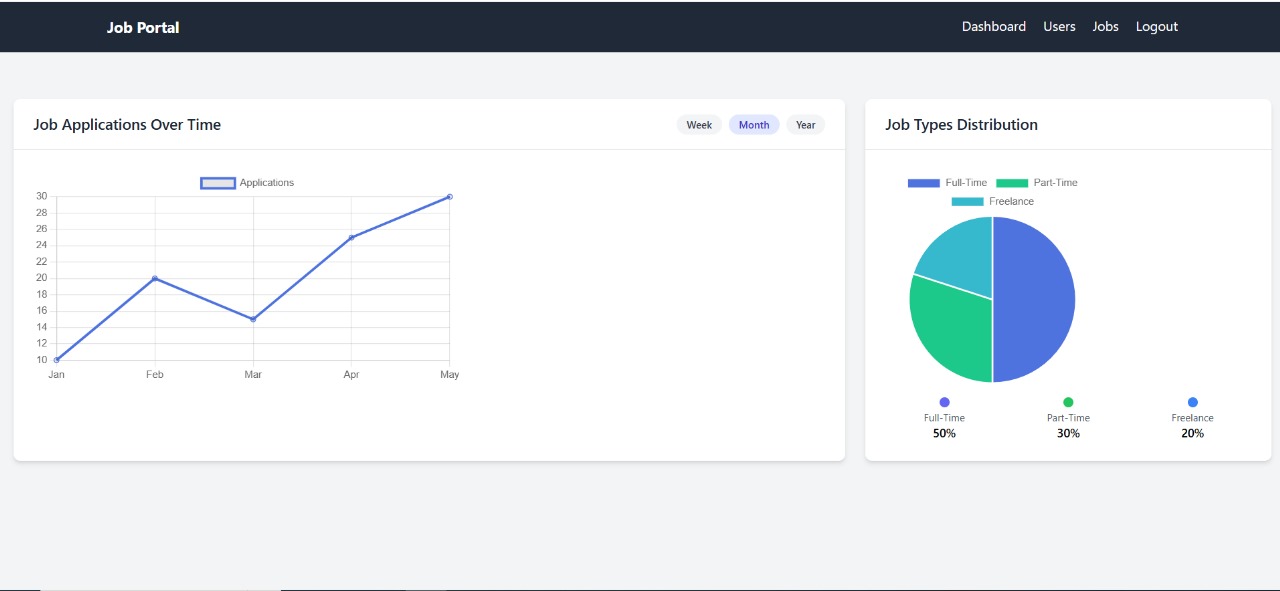 Job Portal
Dashboard Users Jobs Logout
Job Applications Over Time
Week Month Year
Applications
30
28
26
24
22
20
18
16
14
12
10
Jan Feb Mar Apr May
Job Types Distribution
Full-Time Part-Time
Freelance
Full-Time Part-Time Freelance
50% 30% 20%